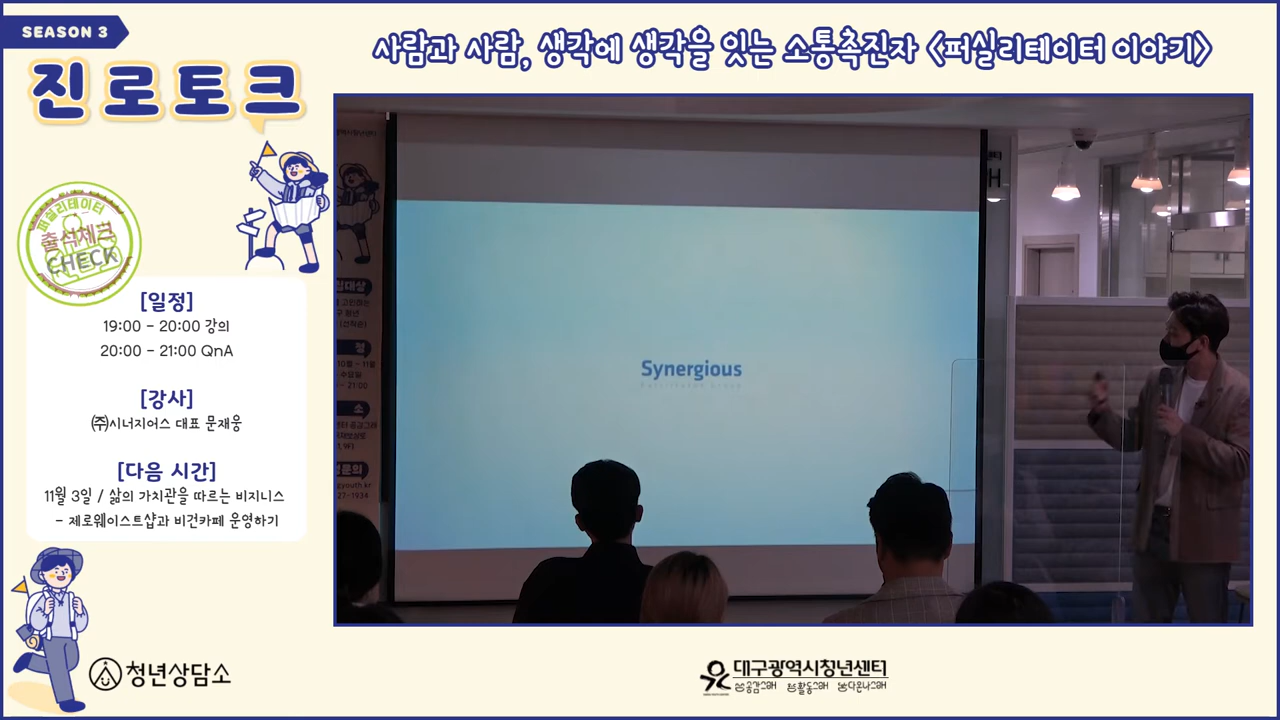 SEASON 3
진로토크
사람과 사람, 생각에 생각을 잇는 소통촉진자 <퍼실리테이터 이야기>
퍼실리테이터
출석체크
CHECK
[일정]
19:00 - 20:00 강의
20:00 - 21:00 QnA
[강사]
㈜시너지어스 대표 문재웅
[다음 시간]
11월 3일 / 삶의 가치관을 따르는 비지니스
- 제로웨이스트샵과 비건카페 운영하기
Synergious
H
청년상담소
대구광역시청년센터